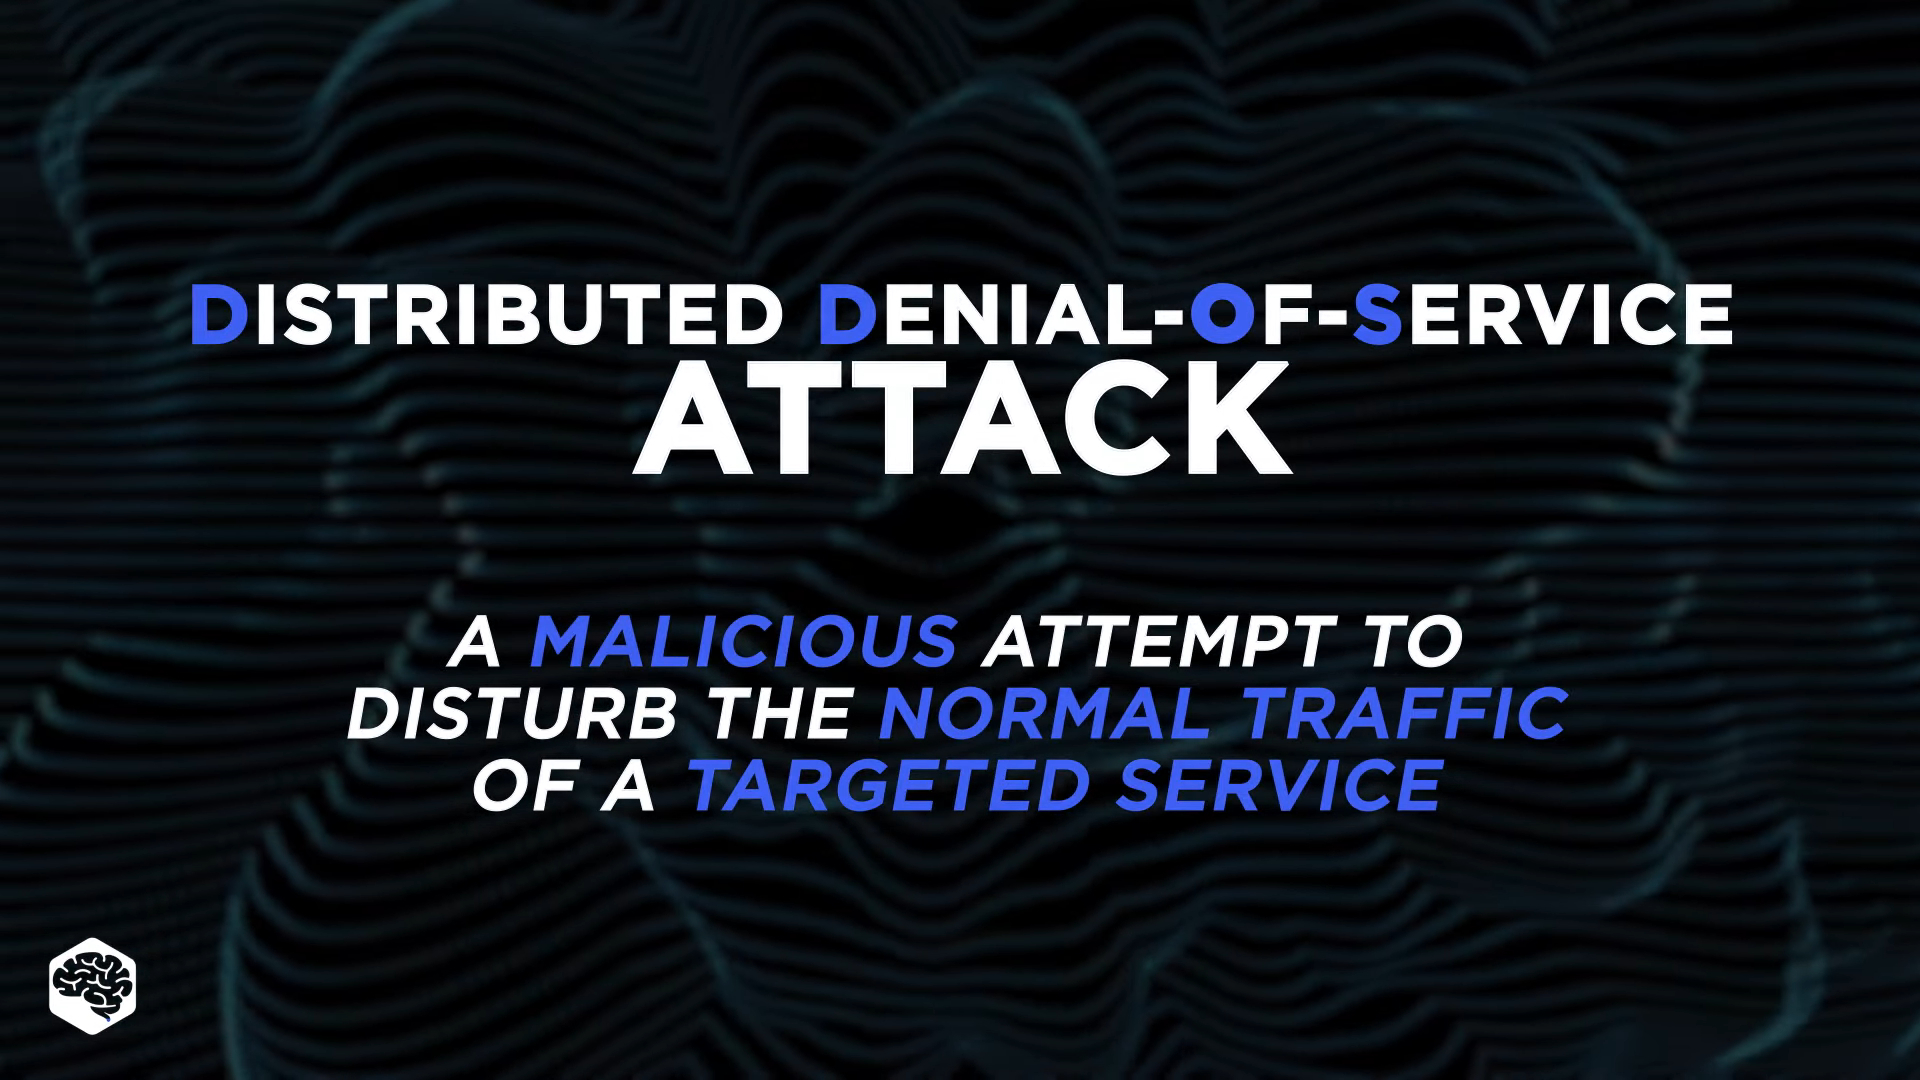 DISTRIBUTED DENIAL-OF-SERVICE
ATTACK
A MALICIOUS ATTEMPT TO
DISTURB THE NORMAL TRAFFIC
OF A TARGETED SERVICE